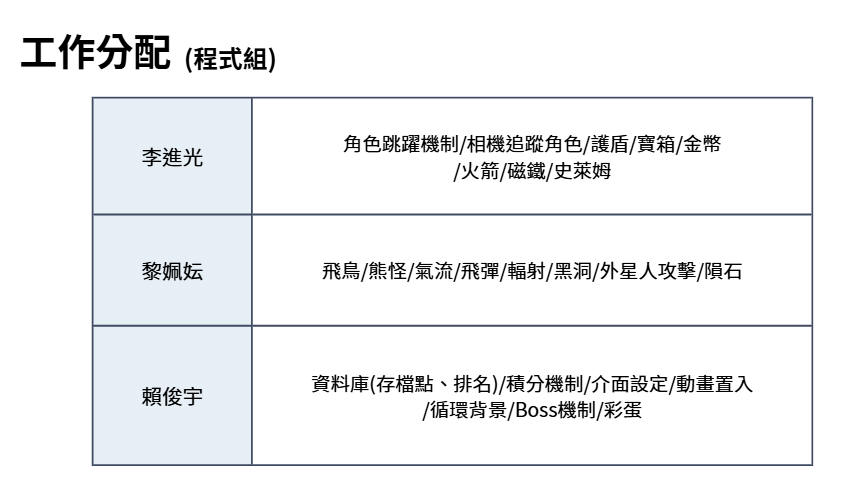 工作分配 (程式組)
李進光
角色跳躍機制/相機追蹤角色/護盾/寶箱/金幣
/火箭/磁鐵/史萊姆
黎姵妘
飛鳥/熊怪/氣流/飛彈/輻射/黑洞/外星人攻擊/隕石
賴俊宇
資料庫(存檔點、排名)/積分機制/介面設定/動畫置入
/循環背景/Boss機制/彩蛋